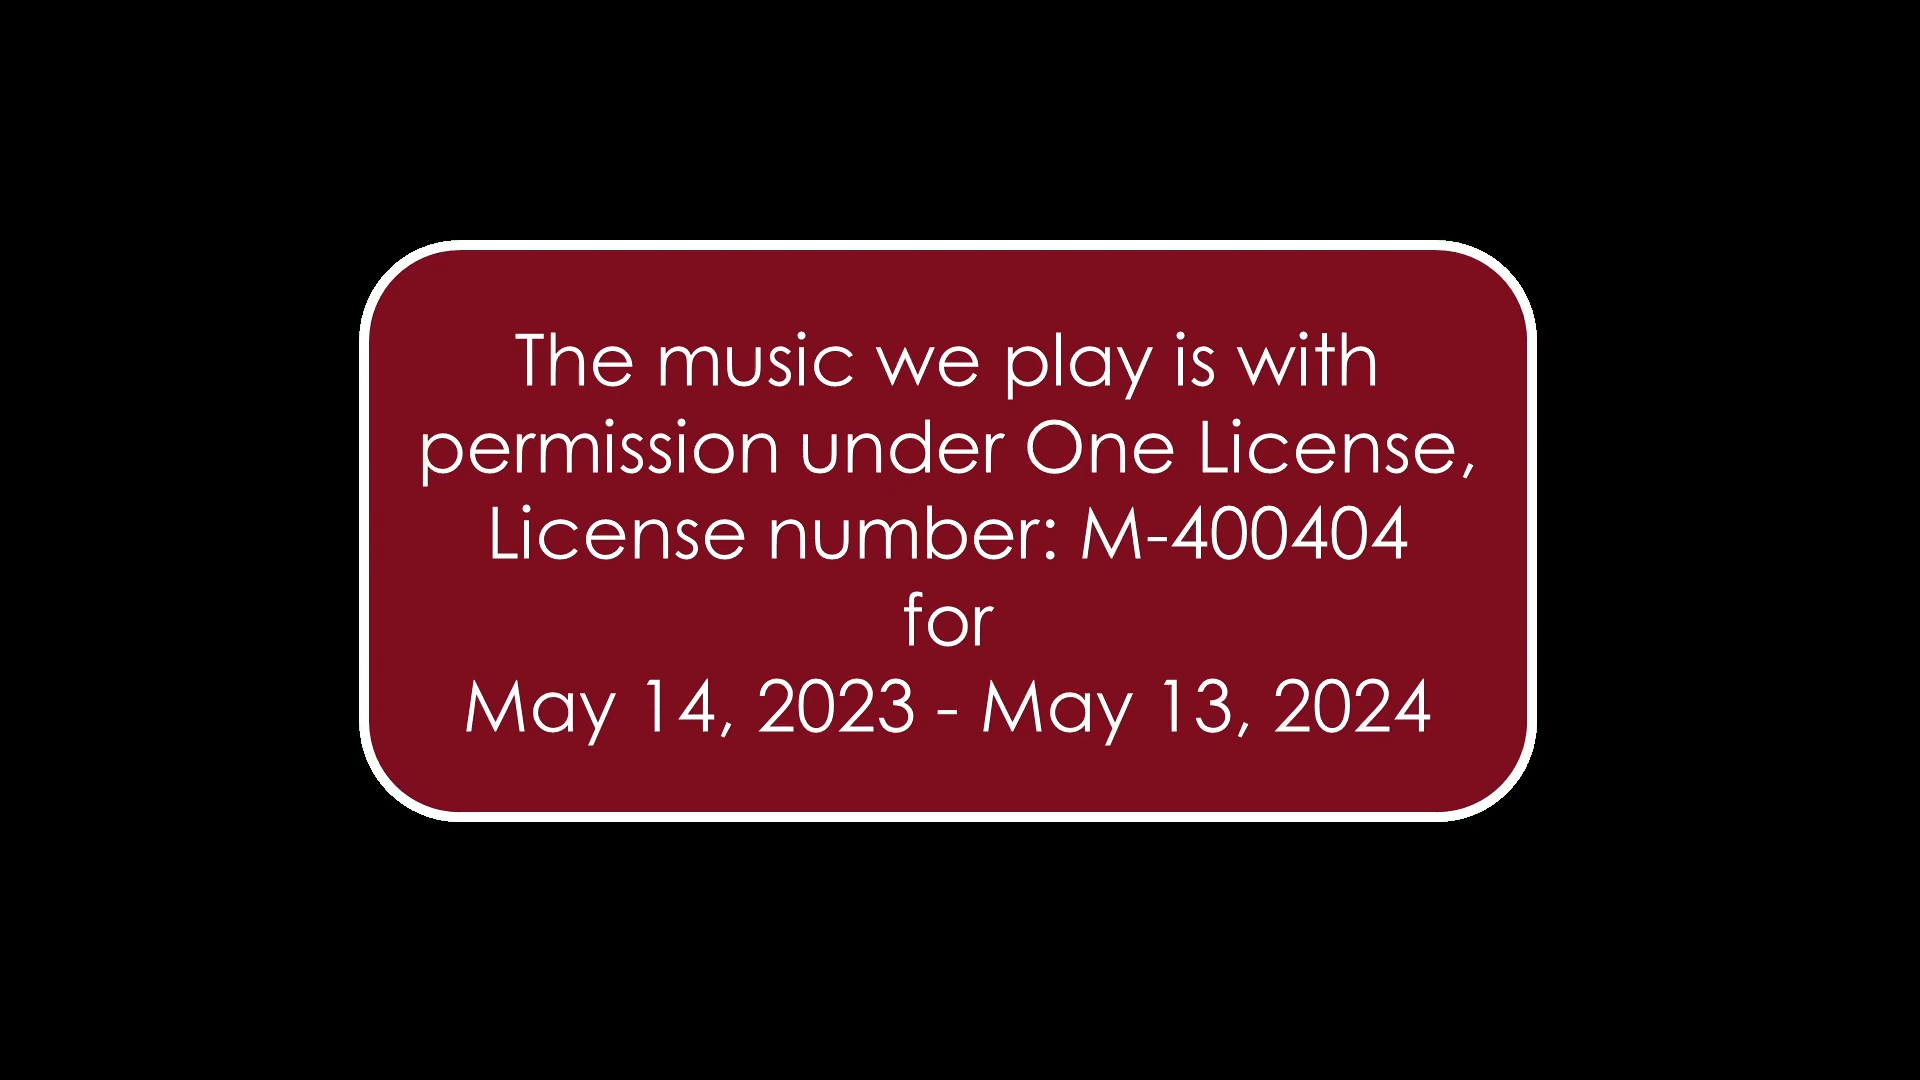 The music we play is with
permission under One License,
License number: M-400404
for
May 14, 2023 - May 13, 2024